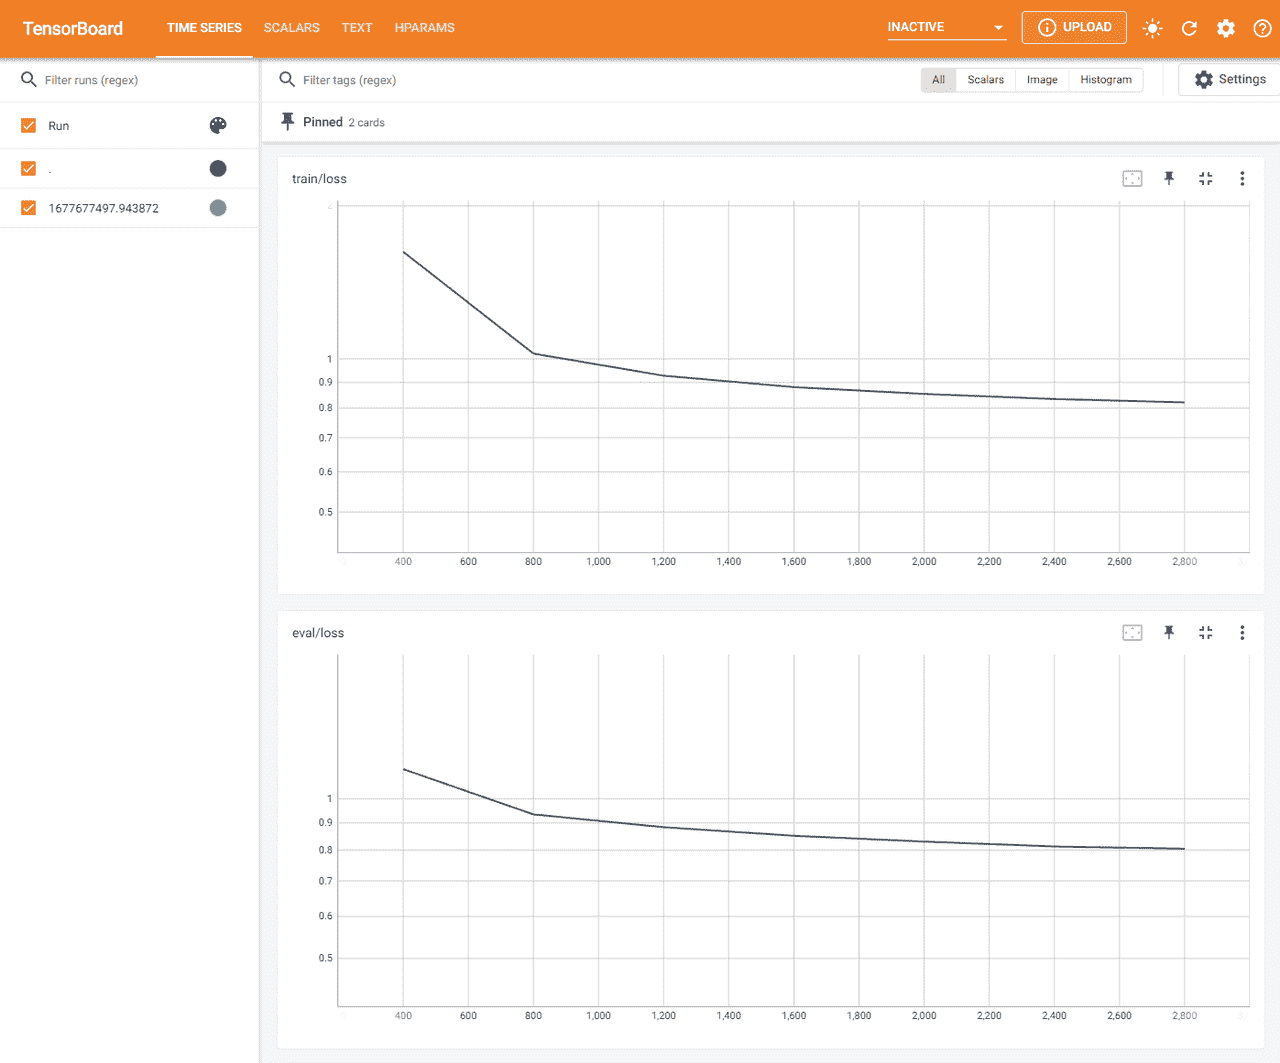 TensorBoard TIME SERIES SCALARS TEXT HPARAMS INACTIVE UPLOAD
Filter runs (regex)
Run
.
1677677497.943872
Filter tags (regex) All Scalars Image Histogram Settings
Pinned 2 cards
train/loss
2
1
0.9
0.8
0.7
0.6
0.5
400 600 800 1,000 1,200 1,400 1,600 1,800 2,000 2,200 2,400 2,600 2,800
eval/loss
1
0.9
0.8
0.7
0.6
0.5
400 600 800 1,000 1,200 1,400 1,600 1,800 2,000 2,200 2,400 2,600 2,800